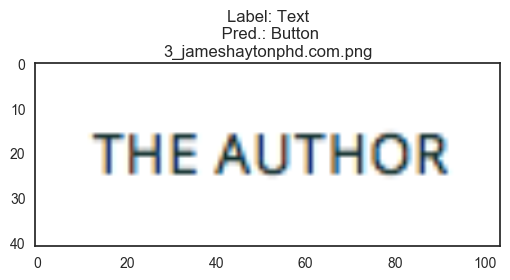 Label: Text
Pred.: Button
3_jameshaytonphd.com.png
0
10
20
30
40
THE AUTHOR
0 20 40 60 80 100